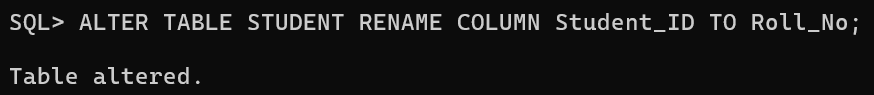 SQL> ALTER TABLE STUDENT RENAME COLUMN Student_ID TO Roll_No;
Table altered.